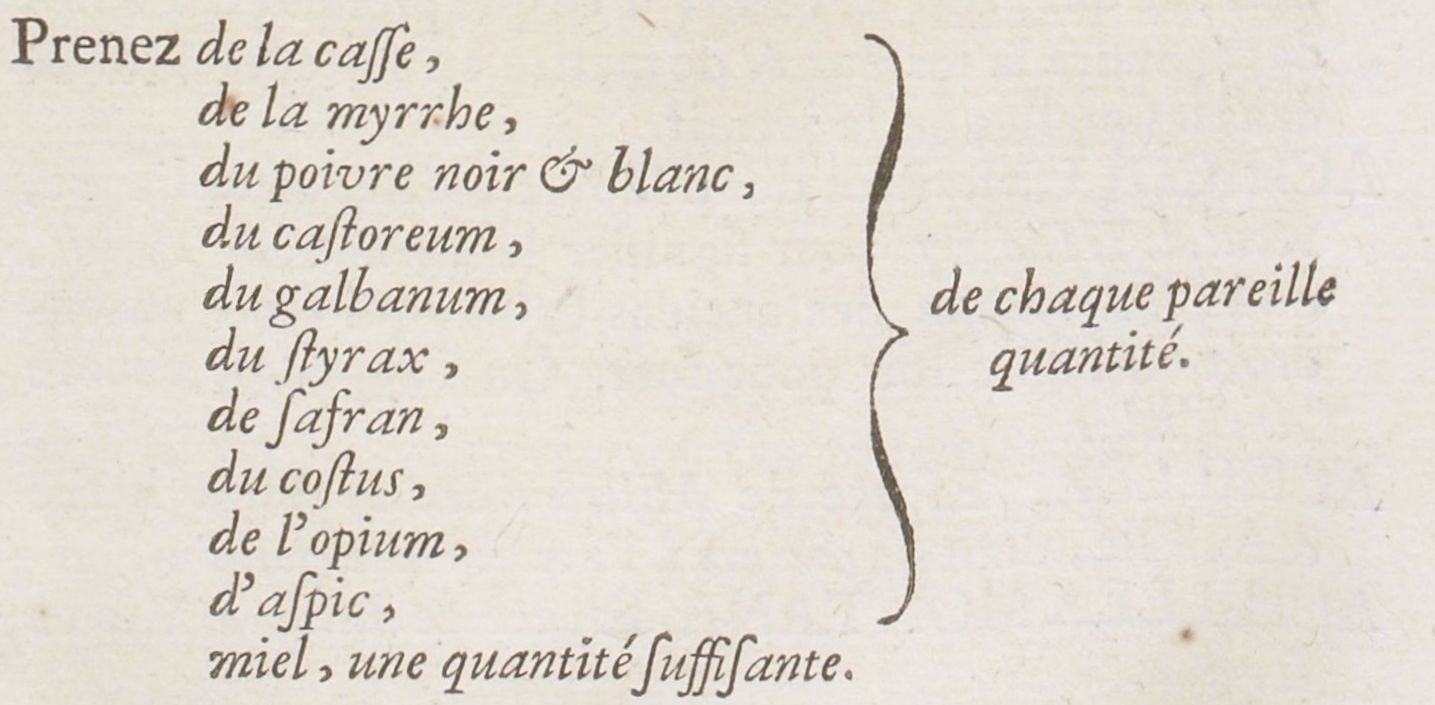 Prenez de la caſſe,
de la myrrhe,
du poivre noir & blanc,
du caſtoreum,
du galbanum,
du ſtyrax,
de ſafran,
du coſtus,
de l'opium,
d'aſpic,
de chaque pareille
quantité.
miel, une quantité ſuffiſante.